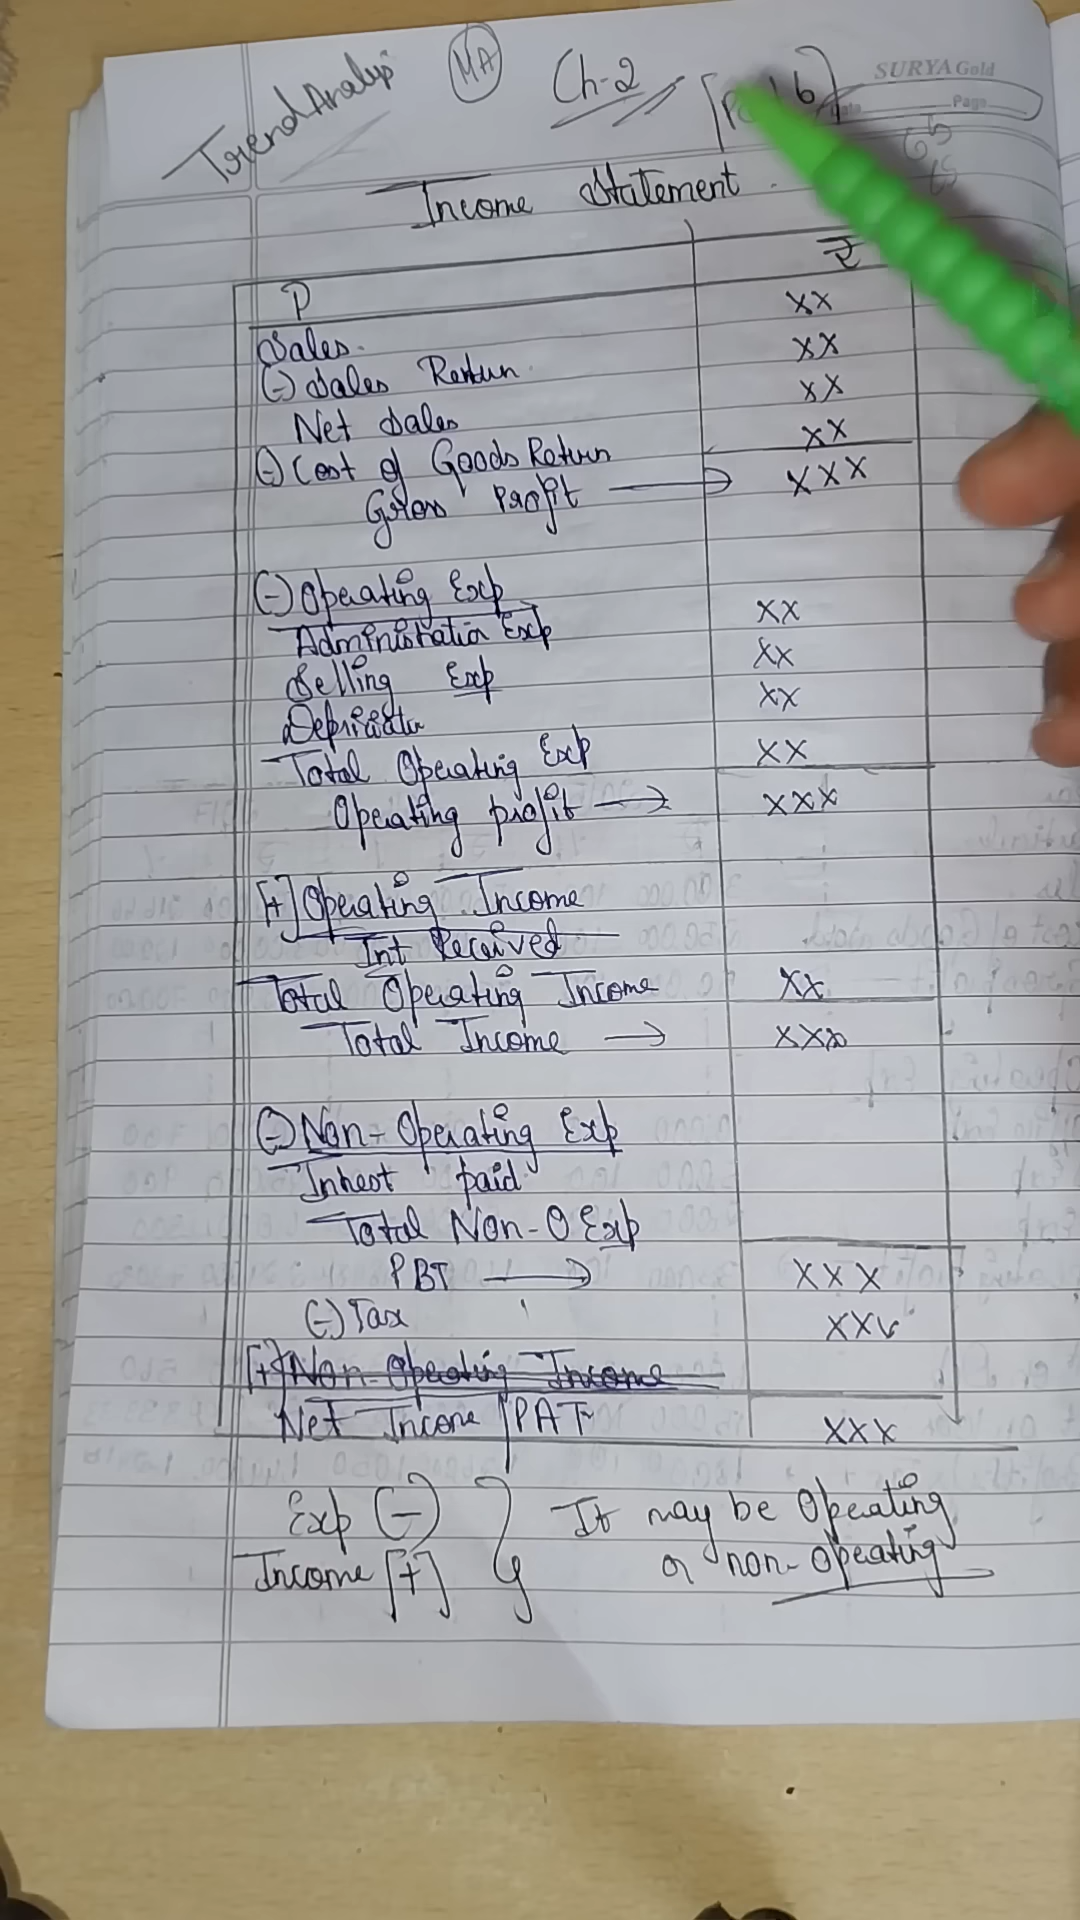 Trend Analysis
MA
Ch-2
SURYA Gold
Page
Income Statement
P ₹
Sales. XX
(-) Sales Return XX
Net Sales XX
(-) Cost of Goods Return XX
Gross Profit → XXX
(-) Operating Exp
Administration Exp XX
Selling Exp XX
Depriciatn XX
Total Operating Exp XX
Operating profit → XXX
[+] Operating Income
Int Received
Total Operating Income XX
Total Income → XXX
(-) Non-Operating Exp
Intrest paid
Total Non-O Exp
PBT → XXX
(-) Tax XXX
[+] Non-Operating Income
Net Income / PAT XXX
Exp (-) } It may be Operating
Income [+] or non-operating